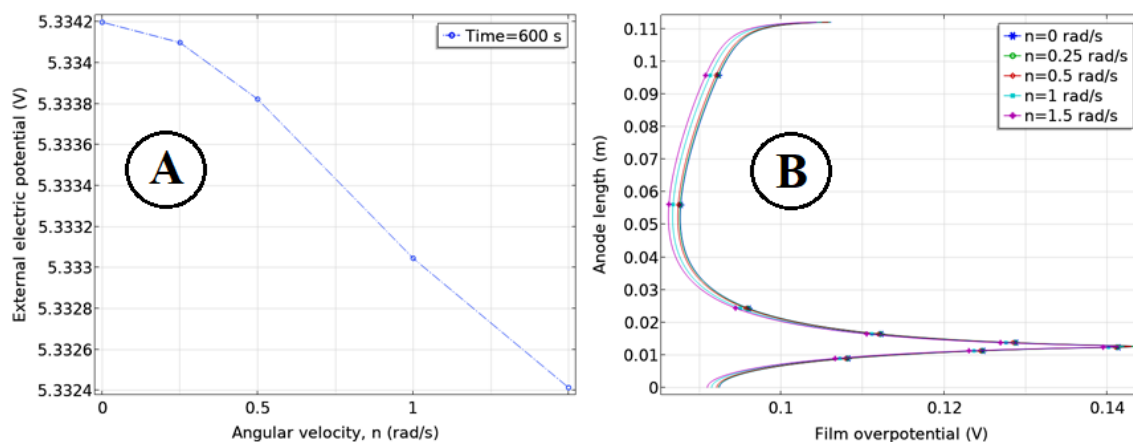 5.3342
5.334
5.3338
5.3336
5.3334
5.3332
5.333
5.3328
5.3326
5.3324
External electric potential (V)
Time=600 s
A
0
0.5
1
Angular velocity, n (rad/s)
0.11
0.1
0.09
0.08
0.07
0.06
0.05
0.04
0.03
0.02
0.01
0
Anode length (m)
n=0 rad/s
n=0.25 rad/s
n=0.5 rad/s
n=1 rad/s
n=1.5 rad/s
B
0.1
0.12
0.14
Film overpotential (V)